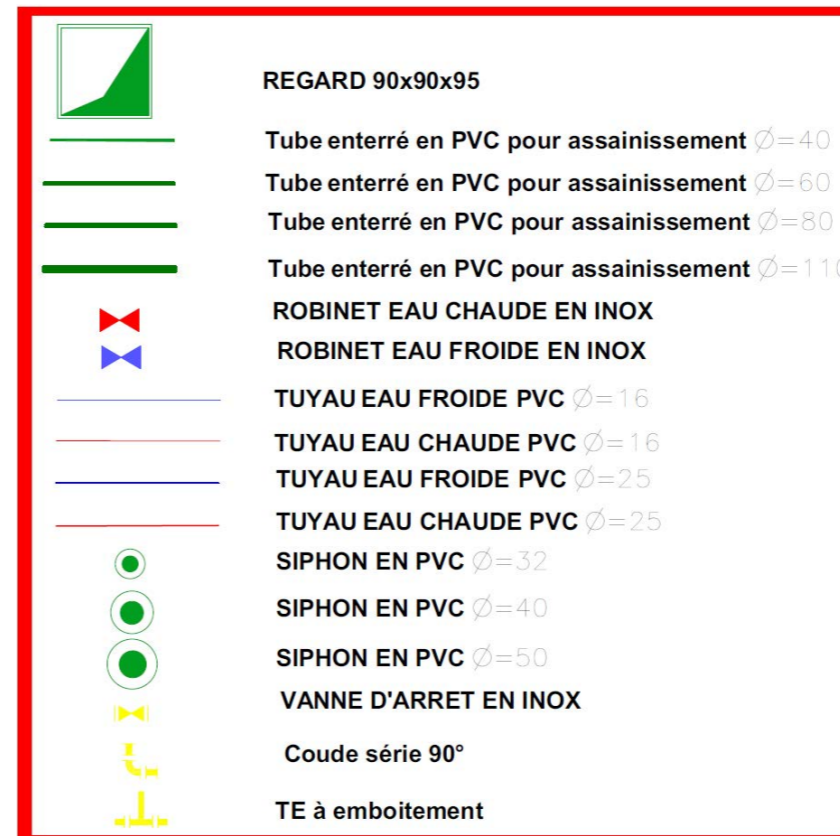 REGARD 90x90x95
Tube enterré en PVC pour assainissement Ø=40
Tube enterré en PVC pour assainissement Ø=60
Tube enterré en PVC pour assainissement Ø=80
Tube enterré en PVC pour assainissement Ø=110
ROBINET EAU CHAUDE EN INOX
ROBINET EAU FROIDE EN INOX
TUYAU EAU FROIDE PVC Ø=16
TUYAU EAU CHAUDE PVC Ø=16
TUYAU EAU FROIDE PVC Ø=25
TUYAU EAU CHAUDE PVC Ø=25
SIPHON EN PVC Ø=32
SIPHON EN PVC Ø=40
SIPHON EN PVC Ø=50
VANNE D'ARRET EN INOX
Coude série 90°
TE à emboitement